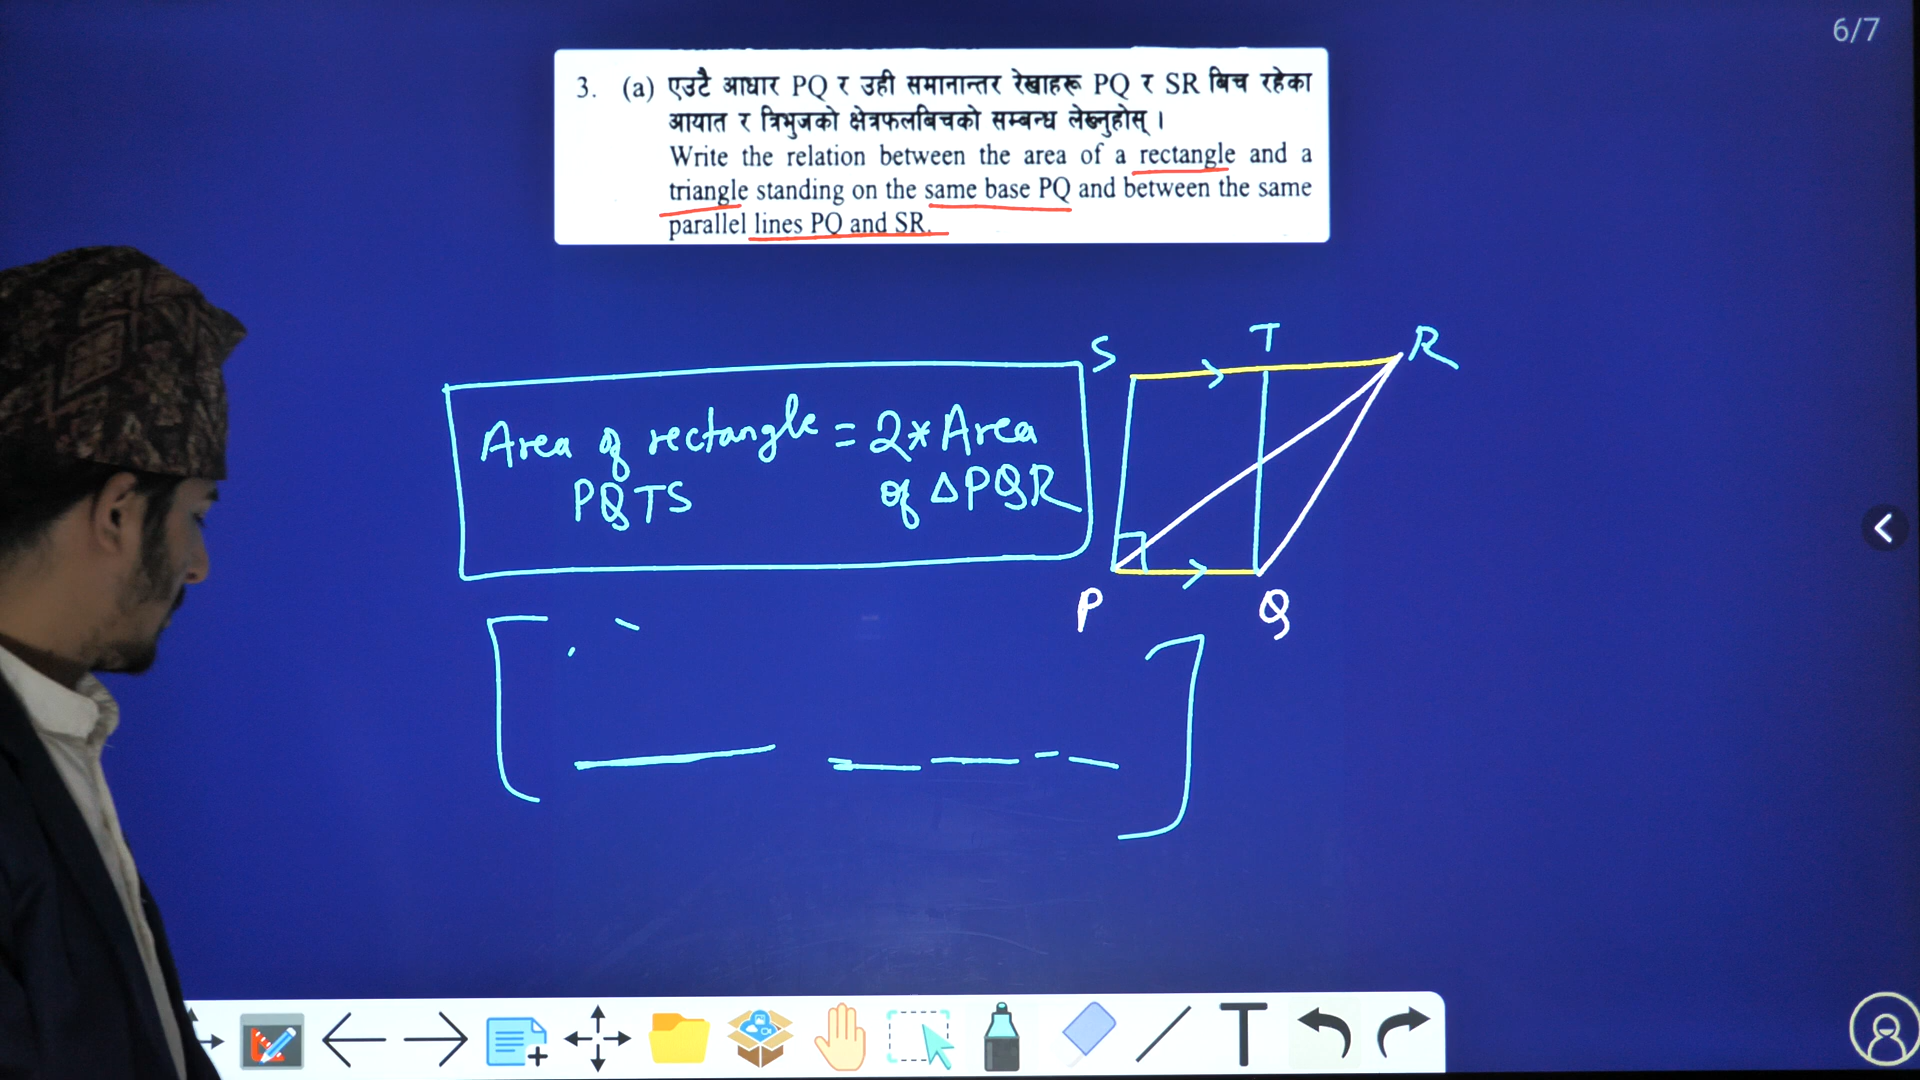 6/7
3. (a) एउटै आधार PQ र उही समानान्तर रेखाहरू PQ र SR बिच रहेका
आयात र त्रिभुजको क्षेत्रफलबिचको सम्बन्ध लेख्नुहोस् ।
Write the relation between the area of a rectangle and a
triangle standing on the same base PQ and between the same
parallel lines PQ and SR.
S T R
Area of rectangle = 2*Area
PQTS of ΔPQR
P Q
T